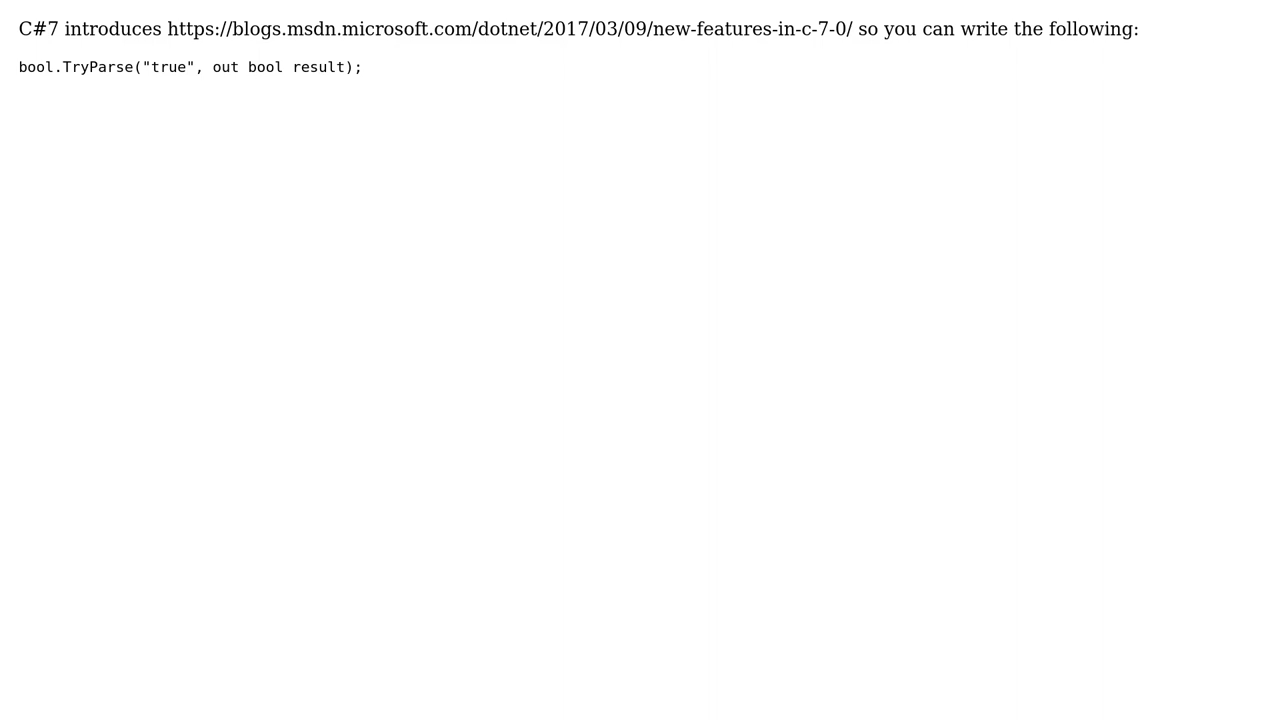 C#7 introduces https://blogs.msdn.microsoft.com/dotnet/2017/03/09/new-features-in-c-7-0/ so you can write the following:
bool.TryParse("true", out bool result);